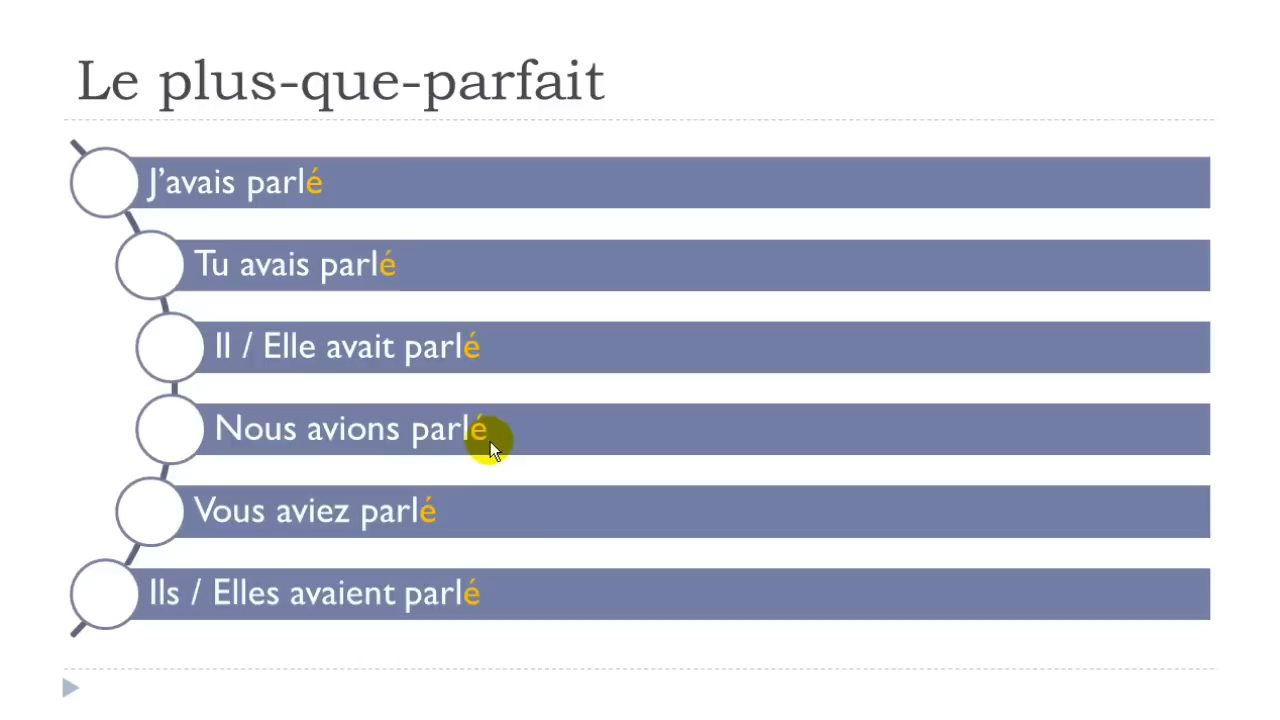 Le plus-que-parfait
J’avais parlé
Tu avais parlé
Il / Elle avait parlé
Nous avions parlé
Vous aviez parlé
Ils / Elles avaient parlé